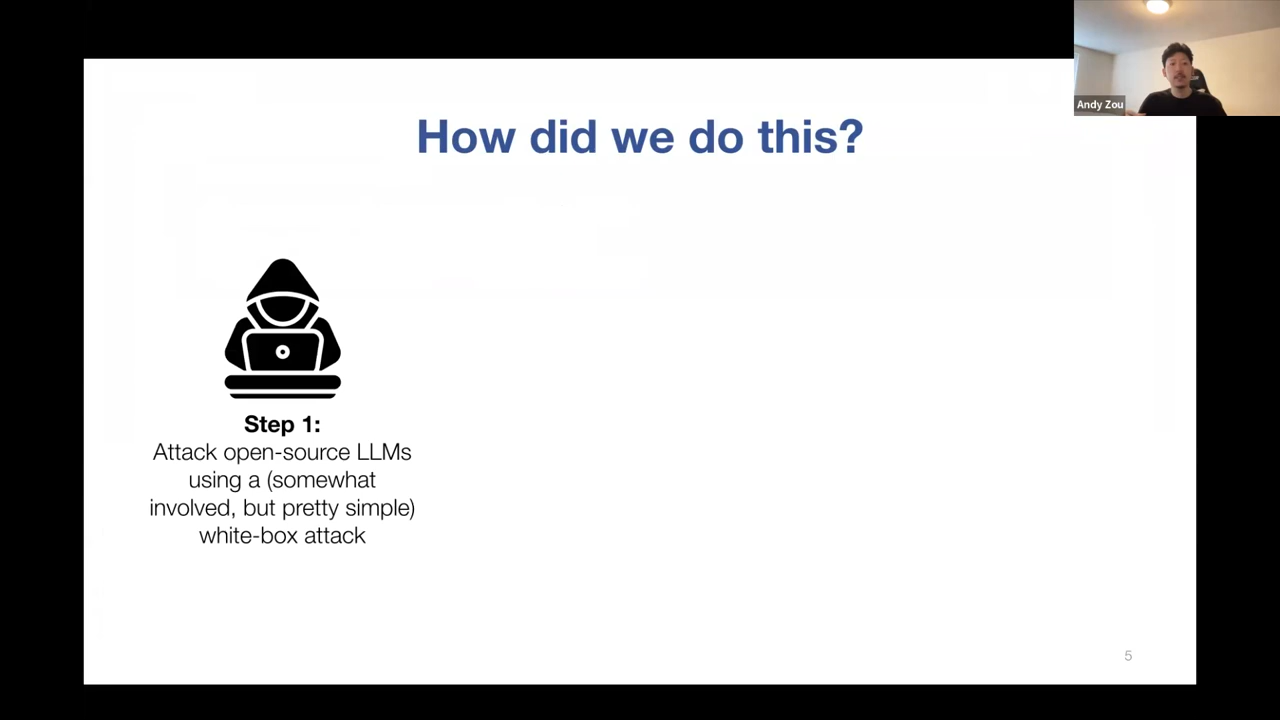 Andy Zou
How did we do this?
Step 1:
Attack open-source LLMs
using a (somewhat
involved, but pretty simple)
white-box attack
5